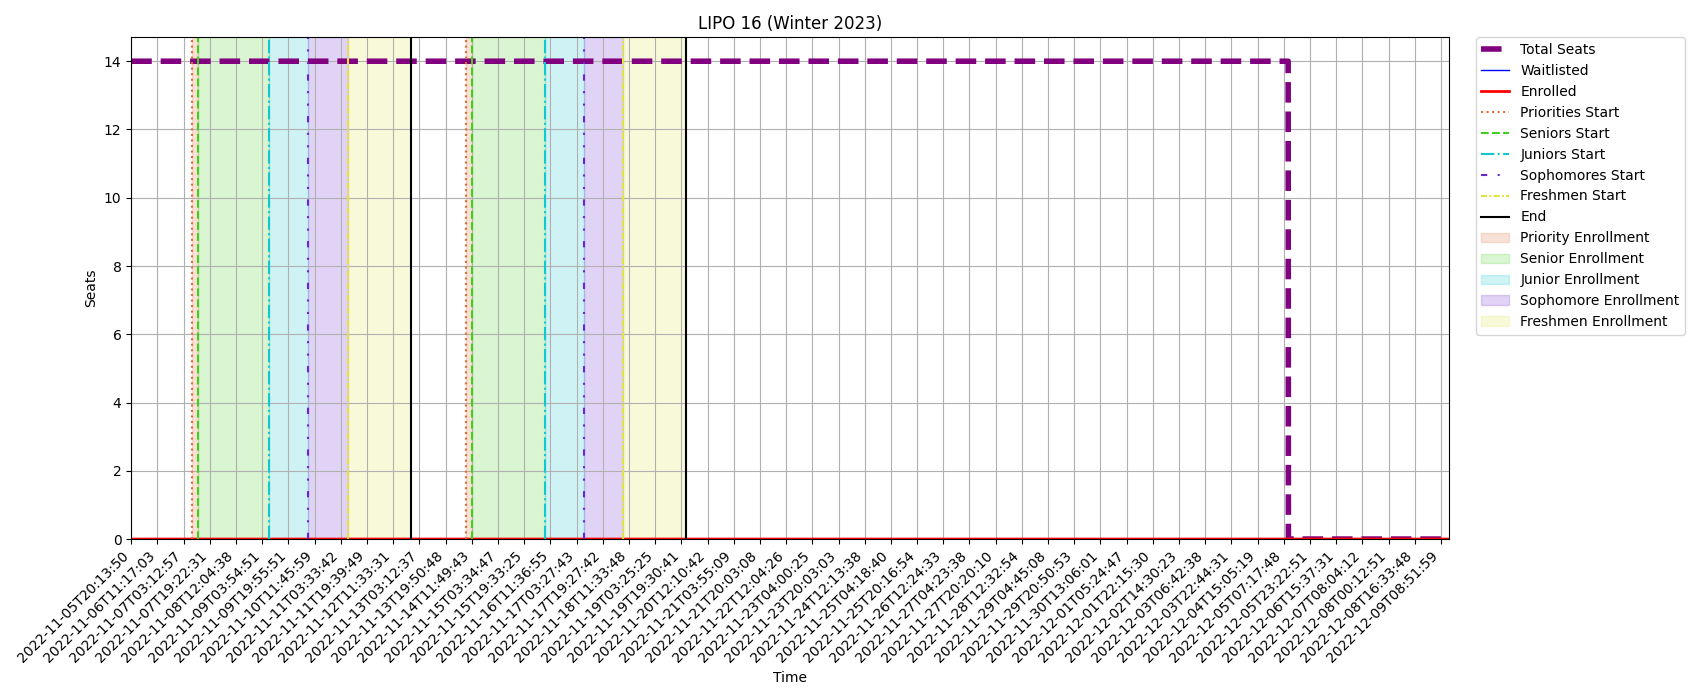 LIPO 16 (Winter 2023)
14
12
10
8
6
4
2
0
Seats
2022-11-05T20:13:50
2022-11-06T11:17:03
2022-11-07T03:12:57
2022-11-07T19:22:31
2022-11-08T12:04:38
2022-11-09T03:54:51
2022-11-09T19:55:51
2022-11-10T11:45:59
2022-11-11T03:33:42
2022-11-11T19:39:49
2022-11-12T11:33:31
2022-11-13T03:12:37
2022-11-13T19:50:48
2022-11-14T11:49:43
2022-11-15T03:34:47
2022-11-15T19:33:25
2022-11-16T11:36:55
2022-11-17T03:27:43
2022-11-17T19:27:42
2022-11-18T11:33:48
2022-11-19T03:25:25
2022-11-19T19:30:41
2022-11-20T12:10:42
2022-11-21T03:55:09
2022-11-21T20:03:08
2022-11-22T12:04:26
2022-11-23T04:00:25
2022-11-23T20:03:03
2022-11-24T12:13:38
2022-11-25T04:18:40
2022-11-25T20:16:54
2022-11-26T12:24:33
2022-11-27T04:23:38
2022-11-27T20:20:10
2022-11-28T12:32:54
2022-11-29T04:45:08
2022-11-29T20:50:53
2022-11-30T13:06:01
2022-12-01T05:24:47
2022-12-01T22:15:30
2022-12-02T14:30:23
2022-12-03T06:42:38
2022-12-03T22:44:31
2022-12-04T15:05:19
2022-12-05T07:17:48
2022-12-05T23:22:51
2022-12-06T15:37:31
2022-12-07T08:04:12
2022-12-08T00:12:51
2022-12-08T16:33:48
2022-12-09T08:51:59
Time
Total Seats
Waitlisted
Enrolled
Priorities Start
Seniors Start
Juniors Start
Sophomores Start
Freshmen Start
End
Priority Enrollment
Senior Enrollment
Junior Enrollment
Sophomore Enrollment
Freshmen Enrollment